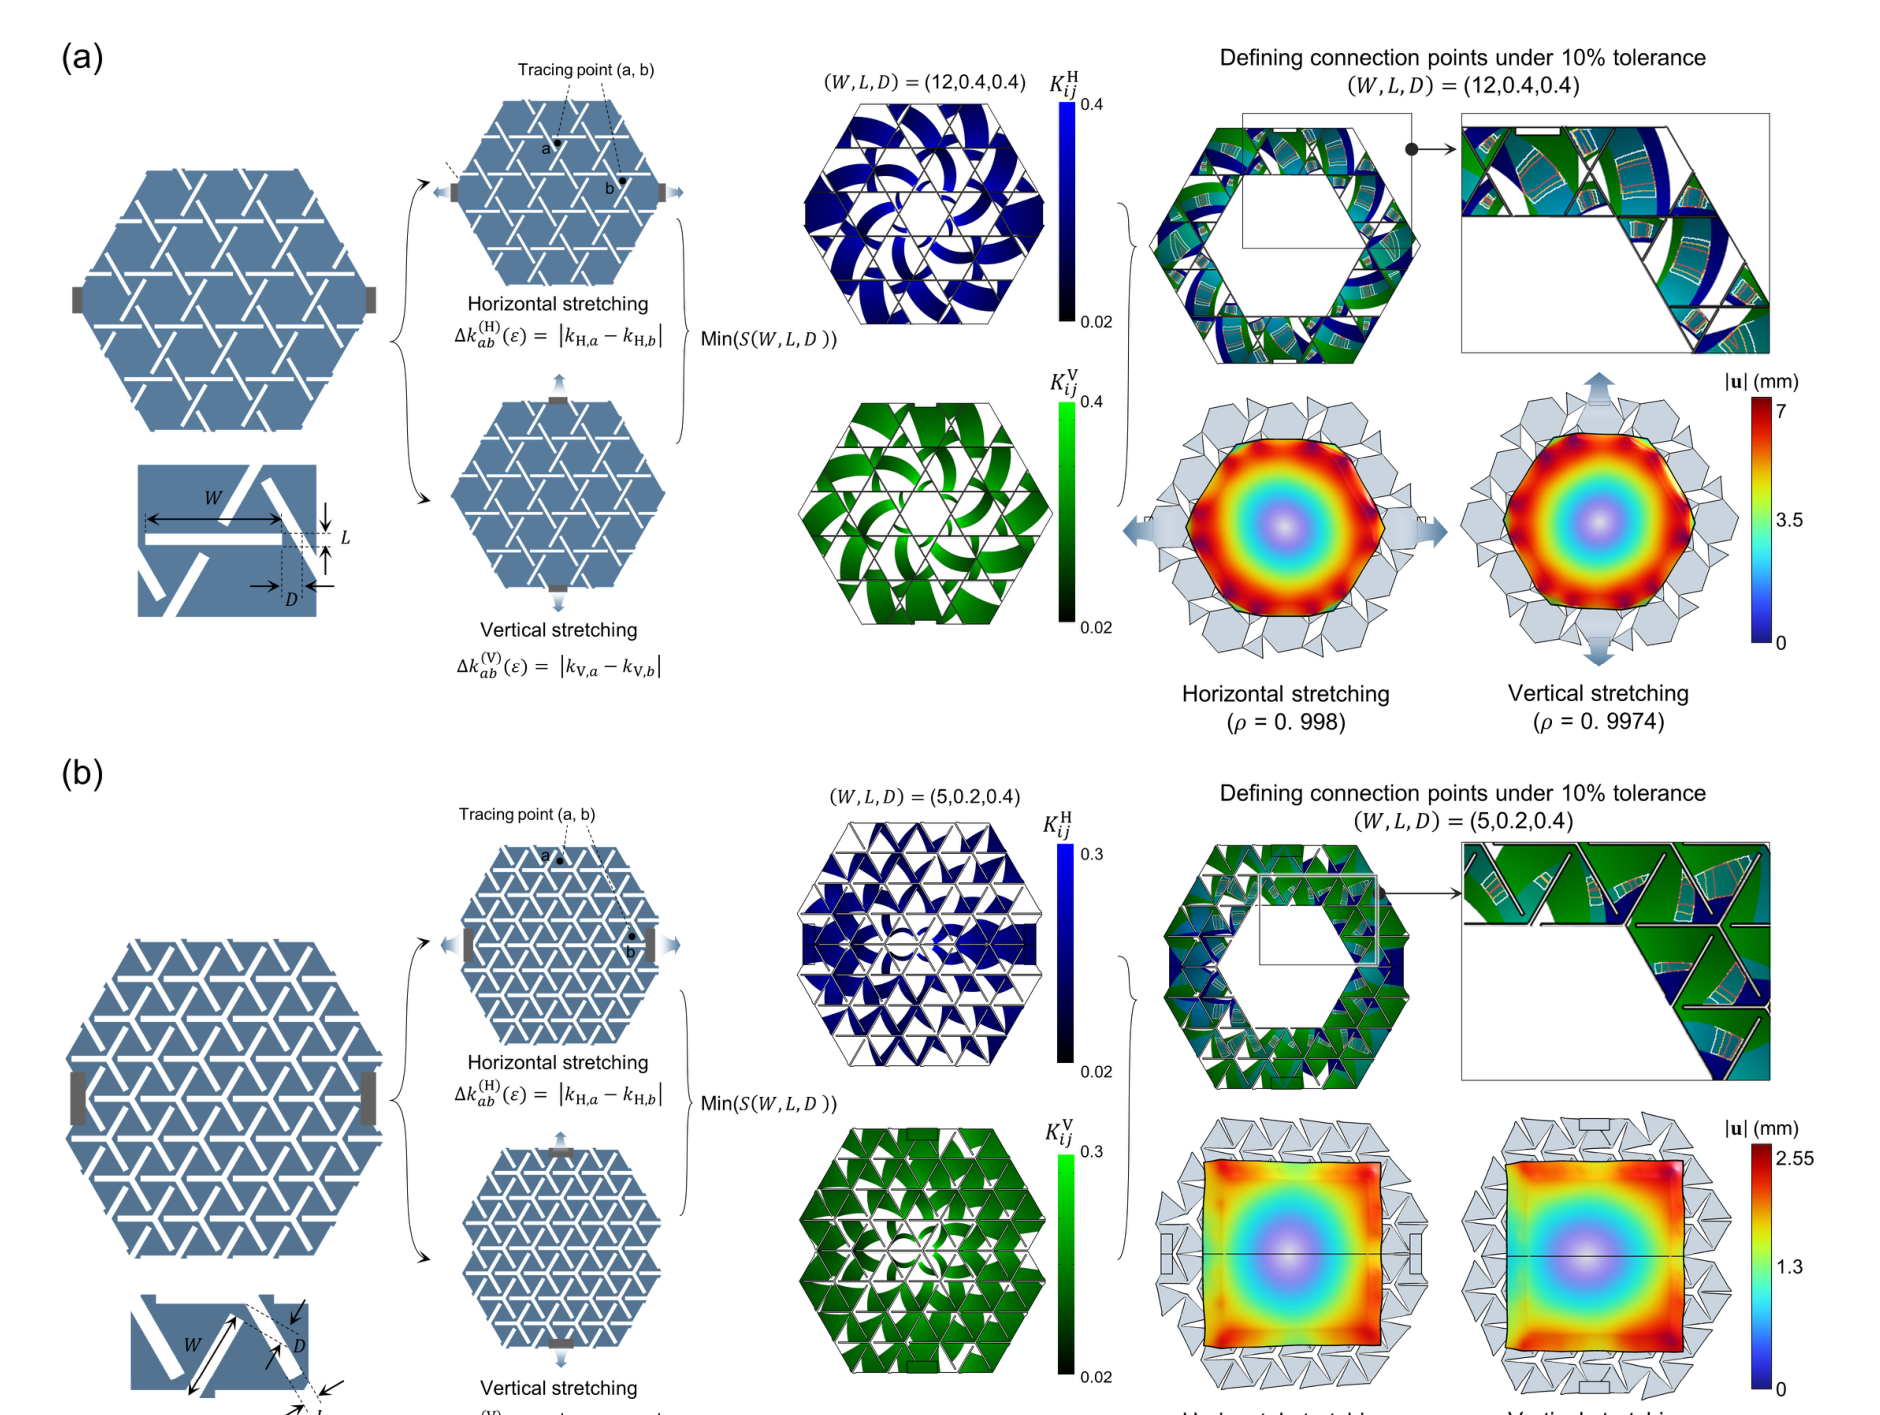 (a)
Tracing point (a, b)
a
b
Horizontal stretching
Δk_ab^(H)(ε) = |k_H,a − k_H,b|
Vertical stretching
Δk_ab^(V)(ε) = |k_V,a − k_V,b|
W
L
D
Min(S(W, L, D ))
(W, L, D) = (12,0.4,0.4)
K_ij^H
0.4
0.02
K_ij^V
0.4
0.02
Defining connection points under 10% tolerance
(W, L, D) = (12,0.4,0.4)
|u| (mm)
7
3.5
0
Horizontal stretching
(ρ = 0. 998)
Vertical stretching
(ρ = 0. 9974)
(b)
Tracing point (a, b)
a
b
Horizontal stretching
Δk_ab^(H)(ε) = |k_H,a − k_H,b|
Vertical stretching
W
D
Min(S(W, L, D ))
(W, L, D) = (5,0.2,0.4)
K_ij^H
0.3
0.02
K_ij^V
0.3
0.02
Defining connection points under 10% tolerance
(W, L, D) = (5,0.2,0.4)
|u| (mm)
2.55
1.3
0